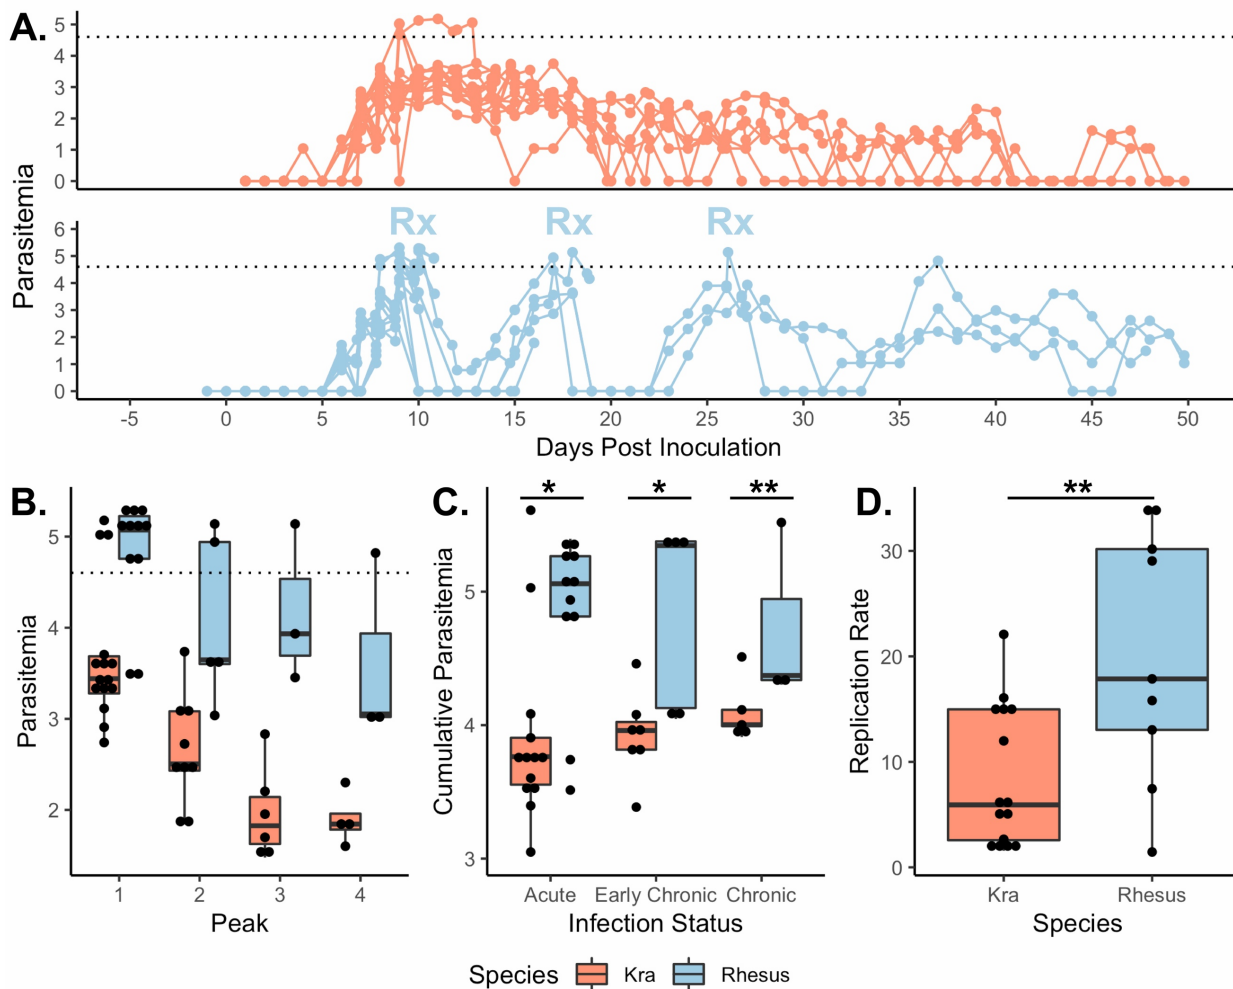 A.
Parasitemia
5
4
3
2
1
0
Rx Rx Rx
6
5
4
3
2
1
0
-5 0 5 10 15 20 25 30 35 40 45 50
Days Post Inoculation
B.
Parasitemia
5
4
3
2
1 2 3 4
Peak
C.
* * **
Cumulative Parasitemia
5
4
3
Acute Early Chronic Chronic
Infection Status
D.
**
Replication Rate
30
20
10
0
Kra Rhesus
Species
Species Kra Rhesus